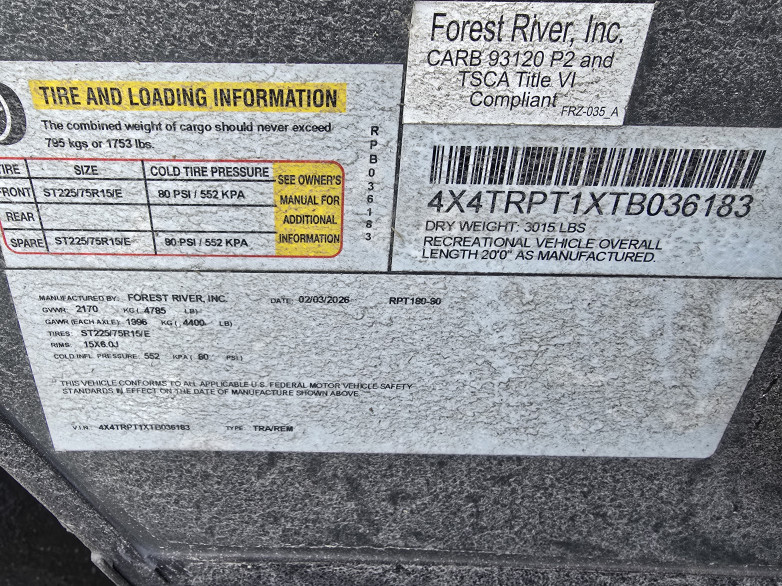 Forest River, Inc.
CARB 93120 P2 and
TSCA Title VI
Compliant
FRZ-035_A
TIRE AND LOADING INFORMATION
The combined weight of cargo should never exceed
795 kgs or 1753 lbs.
TIRE SIZE COLD TIRE PRESSURE
FRONT ST225/75R15/E 80 PSI / 552 KPA
REAR
SPARE ST225/75R15/E 80 PSI / 552 KPA
SEE OWNER'S
MANUAL FOR
ADDITIONAL
INFORMATION
RPB036183
4X4TRPT1XTB036183
DRY WEIGHT: 3015 LBS
RECREATIONAL VEHICLE OVERALL
LENGTH 20'0" AS MANUFACTURED.
MANUFACTURED BY: FOREST RIVER, INC. DATE: 02/03/2026 RPT180-80
GVWR: 2170 KG ( 4785 LB)
GAWR (EACH AXLE): 1996 KG ( 4400 LB)
TIRES: ST225/75R15/E
RIMS: 15X6.0J
COLD INFL. PRESSURE: 552 KPA ( 80 PSI )
THIS VEHICLE CONFORMS TO ALL APPLICABLE U.S. FEDERAL MOTOR VEHICLE SAFETY
STANDARDS IN EFFECT ON THE DATE OF MANUFACTURE SHOWN ABOVE
V.I.N. 4X4TRPT1XTB036183 TYPE: TRA/REM